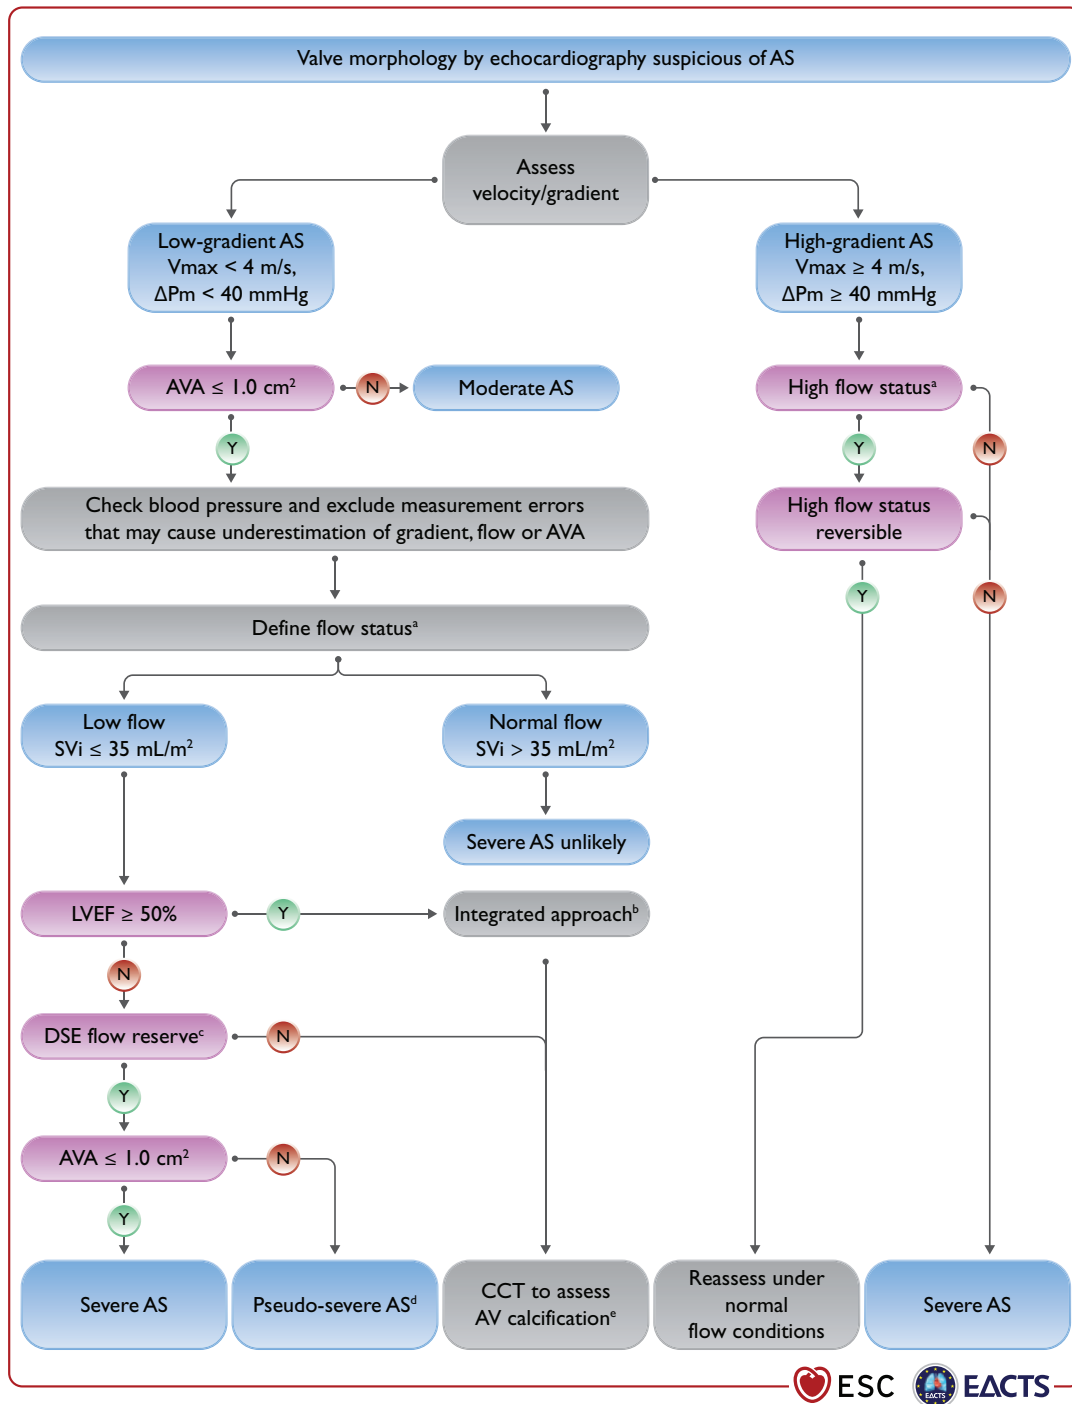 Valve morphology by echocardiography suspicious of AS
Assess
velocity/gradient
Low-gradient AS
Vmax < 4 m/s,
ΔPm < 40 mmHg
High-gradient AS
Vmax ≥ 4 m/s,
ΔPm ≥ 40 mmHg
AVA ≤ 1.0 cm²
N
Moderate AS
High flow statusᵃ
Y
Y
N
Check blood pressure and exclude measurement errors
that may cause underestimation of gradient, flow or AVA
High flow status
reversible
Y
N
Define flow statusᵃ
Low flow
SVi ≤ 35 mL/m²
Normal flow
SVi > 35 mL/m²
Severe AS unlikely
LVEF ≥ 50%
Y
Integrated approachᵇ
N
DSE flow reserveᶜ
N
Y
AVA ≤ 1.0 cm²
N
Y
Severe AS
Pseudo-severe ASᵈ
CCT to assess
AV calcificationᵉ
Reassess under
normal
flow conditions
Severe AS
ESC
EACTS
EΔCTS